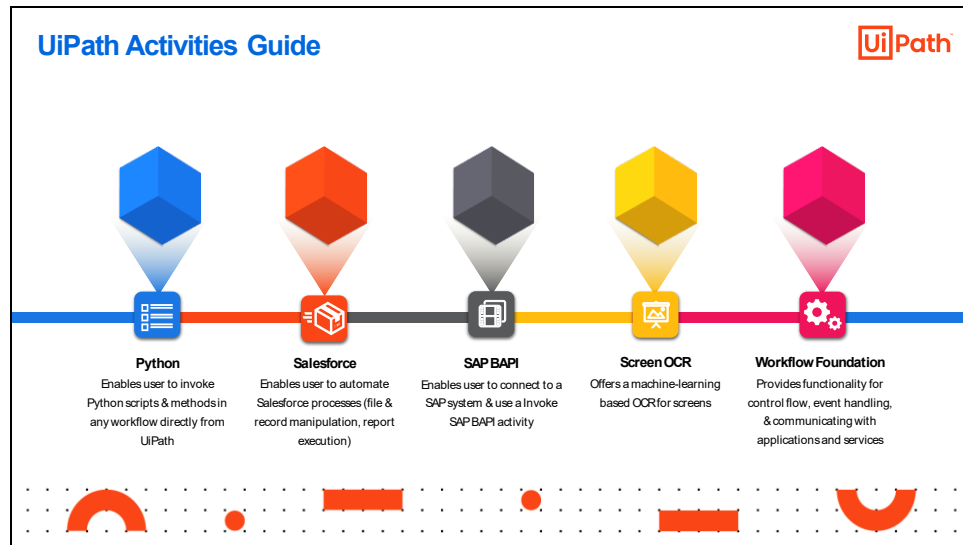 UiPath Activities Guide
Ui Path
Python
Enables user to invoke
Python scripts & methods in
any workflow directly from
UiPath
Salesforce
Enables user to automate
Salesforce processes (file &
record manipulation, report
execution)
SAP BAPI
Enables user to connect to a
SAP system & use a Invoke
SAP BAPI activity
Screen OCR
Offers a machine-learning
based OCR for screens
Workflow Foundation
Provides functionality for
control flow, event handling,
& communicating with
applications and services